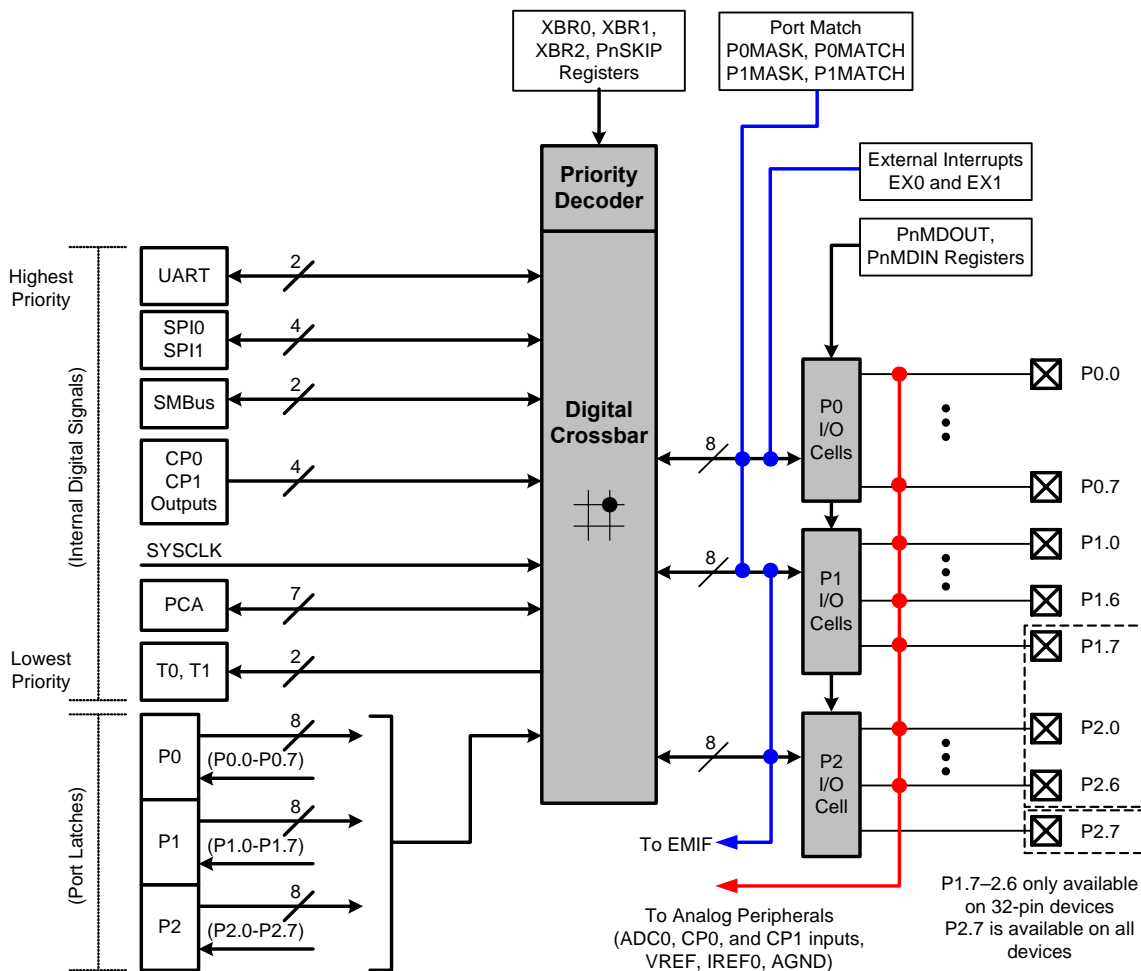 XBR0, XBR1,
XBR2, PnSKIP
Registers
Port Match
P0MASK, P0MATCH
P1MASK, P1MATCH
External Interrupts
EX0 and EX1
Priority
Decoder
PnMDOUT,
PnMDIN Registers
Highest
Priority
UART
2
SPI0
SPI1
4
SMBus
2
(Internal Digital Signals)
CP0
CP1
Outputs
4
Digital
Crossbar
SYSCLK
PCA
7
Lowest
Priority
T0, T1
2
8
P0
I/O
Cells
P0.0
P0.7
8
P1
I/O
Cells
P1.0
P1.6
P1.7
8
P2
I/O
Cell
P2.0
P2.6
P2.7
(Port Latches)
P0
8
(P0.0-P0.7)
P1
8
(P1.0-P1.7)
P2
8
(P2.0-P2.7)
To EMIF
To Analog Peripherals
(ADC0, CP0, and CP1 inputs,
VREF, IREF0, AGND)
P1.7–2.6 only available
on 32-pin devices
P2.7 is available on all
devices